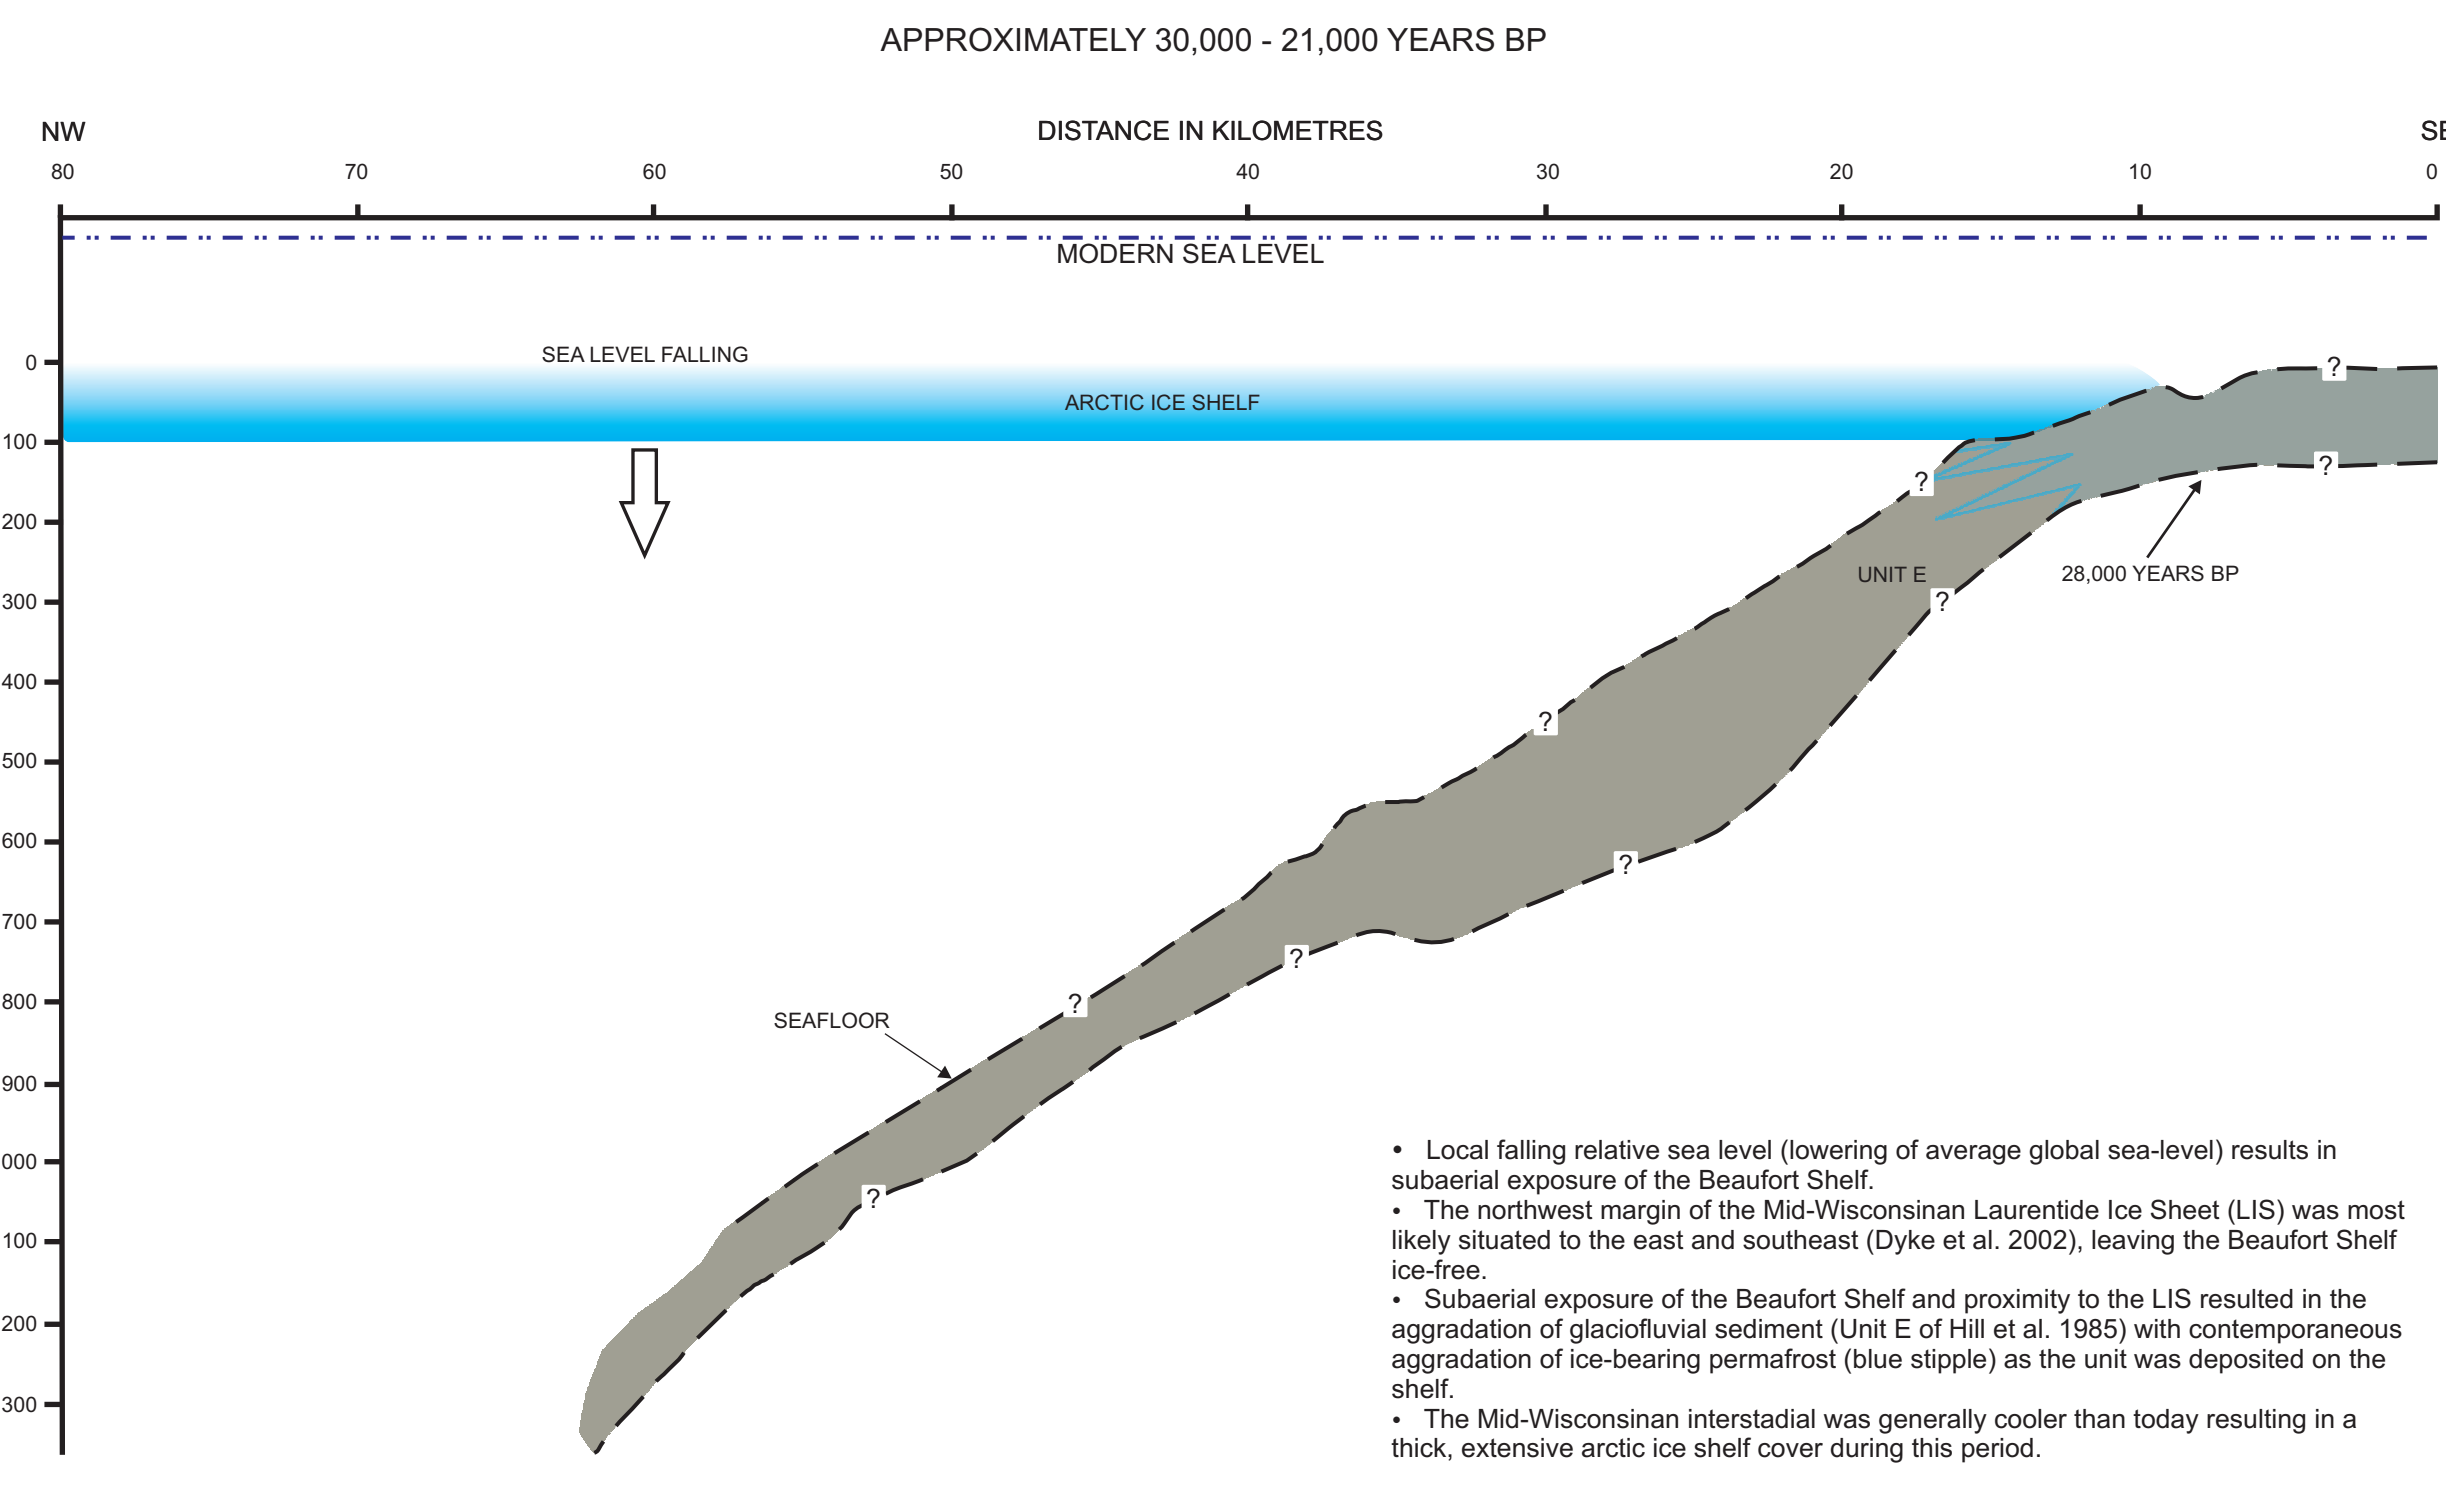 APPROXIMATELY 30,000 - 21,000 YEARS BP
NW
DISTANCE IN KILOMETRES
SE
80 70 60 50 40 30 20 10 0
MODERN SEA LEVEL
SEA LEVEL FALLING
0
?
ARCTIC ICE SHELF
100
?
?
200
UNIT E
28,000 YEARS BP
300
?
400
?
500
600
?
700
?
800
?
SEAFLOOR
900
000
?
100
200
300
• Local falling relative sea level (lowering of average global sea-level) results in
subaerial exposure of the Beaufort Shelf.
• The northwest margin of the Mid-Wisconsinan Laurentide Ice Sheet (LIS) was most
likely situated to the east and southeast (Dyke et al. 2002), leaving the Beaufort Shelf
ice-free.
• Subaerial exposure of the Beaufort Shelf and proximity to the LIS resulted in the
aggradation of glaciofluvial sediment (Unit E of Hill et al. 1985) with contemporaneous
aggradation of ice-bearing permafrost (blue stipple) as the unit was deposited on the
shelf.
• The Mid-Wisconsinan interstadial was generally cooler than today resulting in a
thick, extensive arctic ice shelf cover during this period.